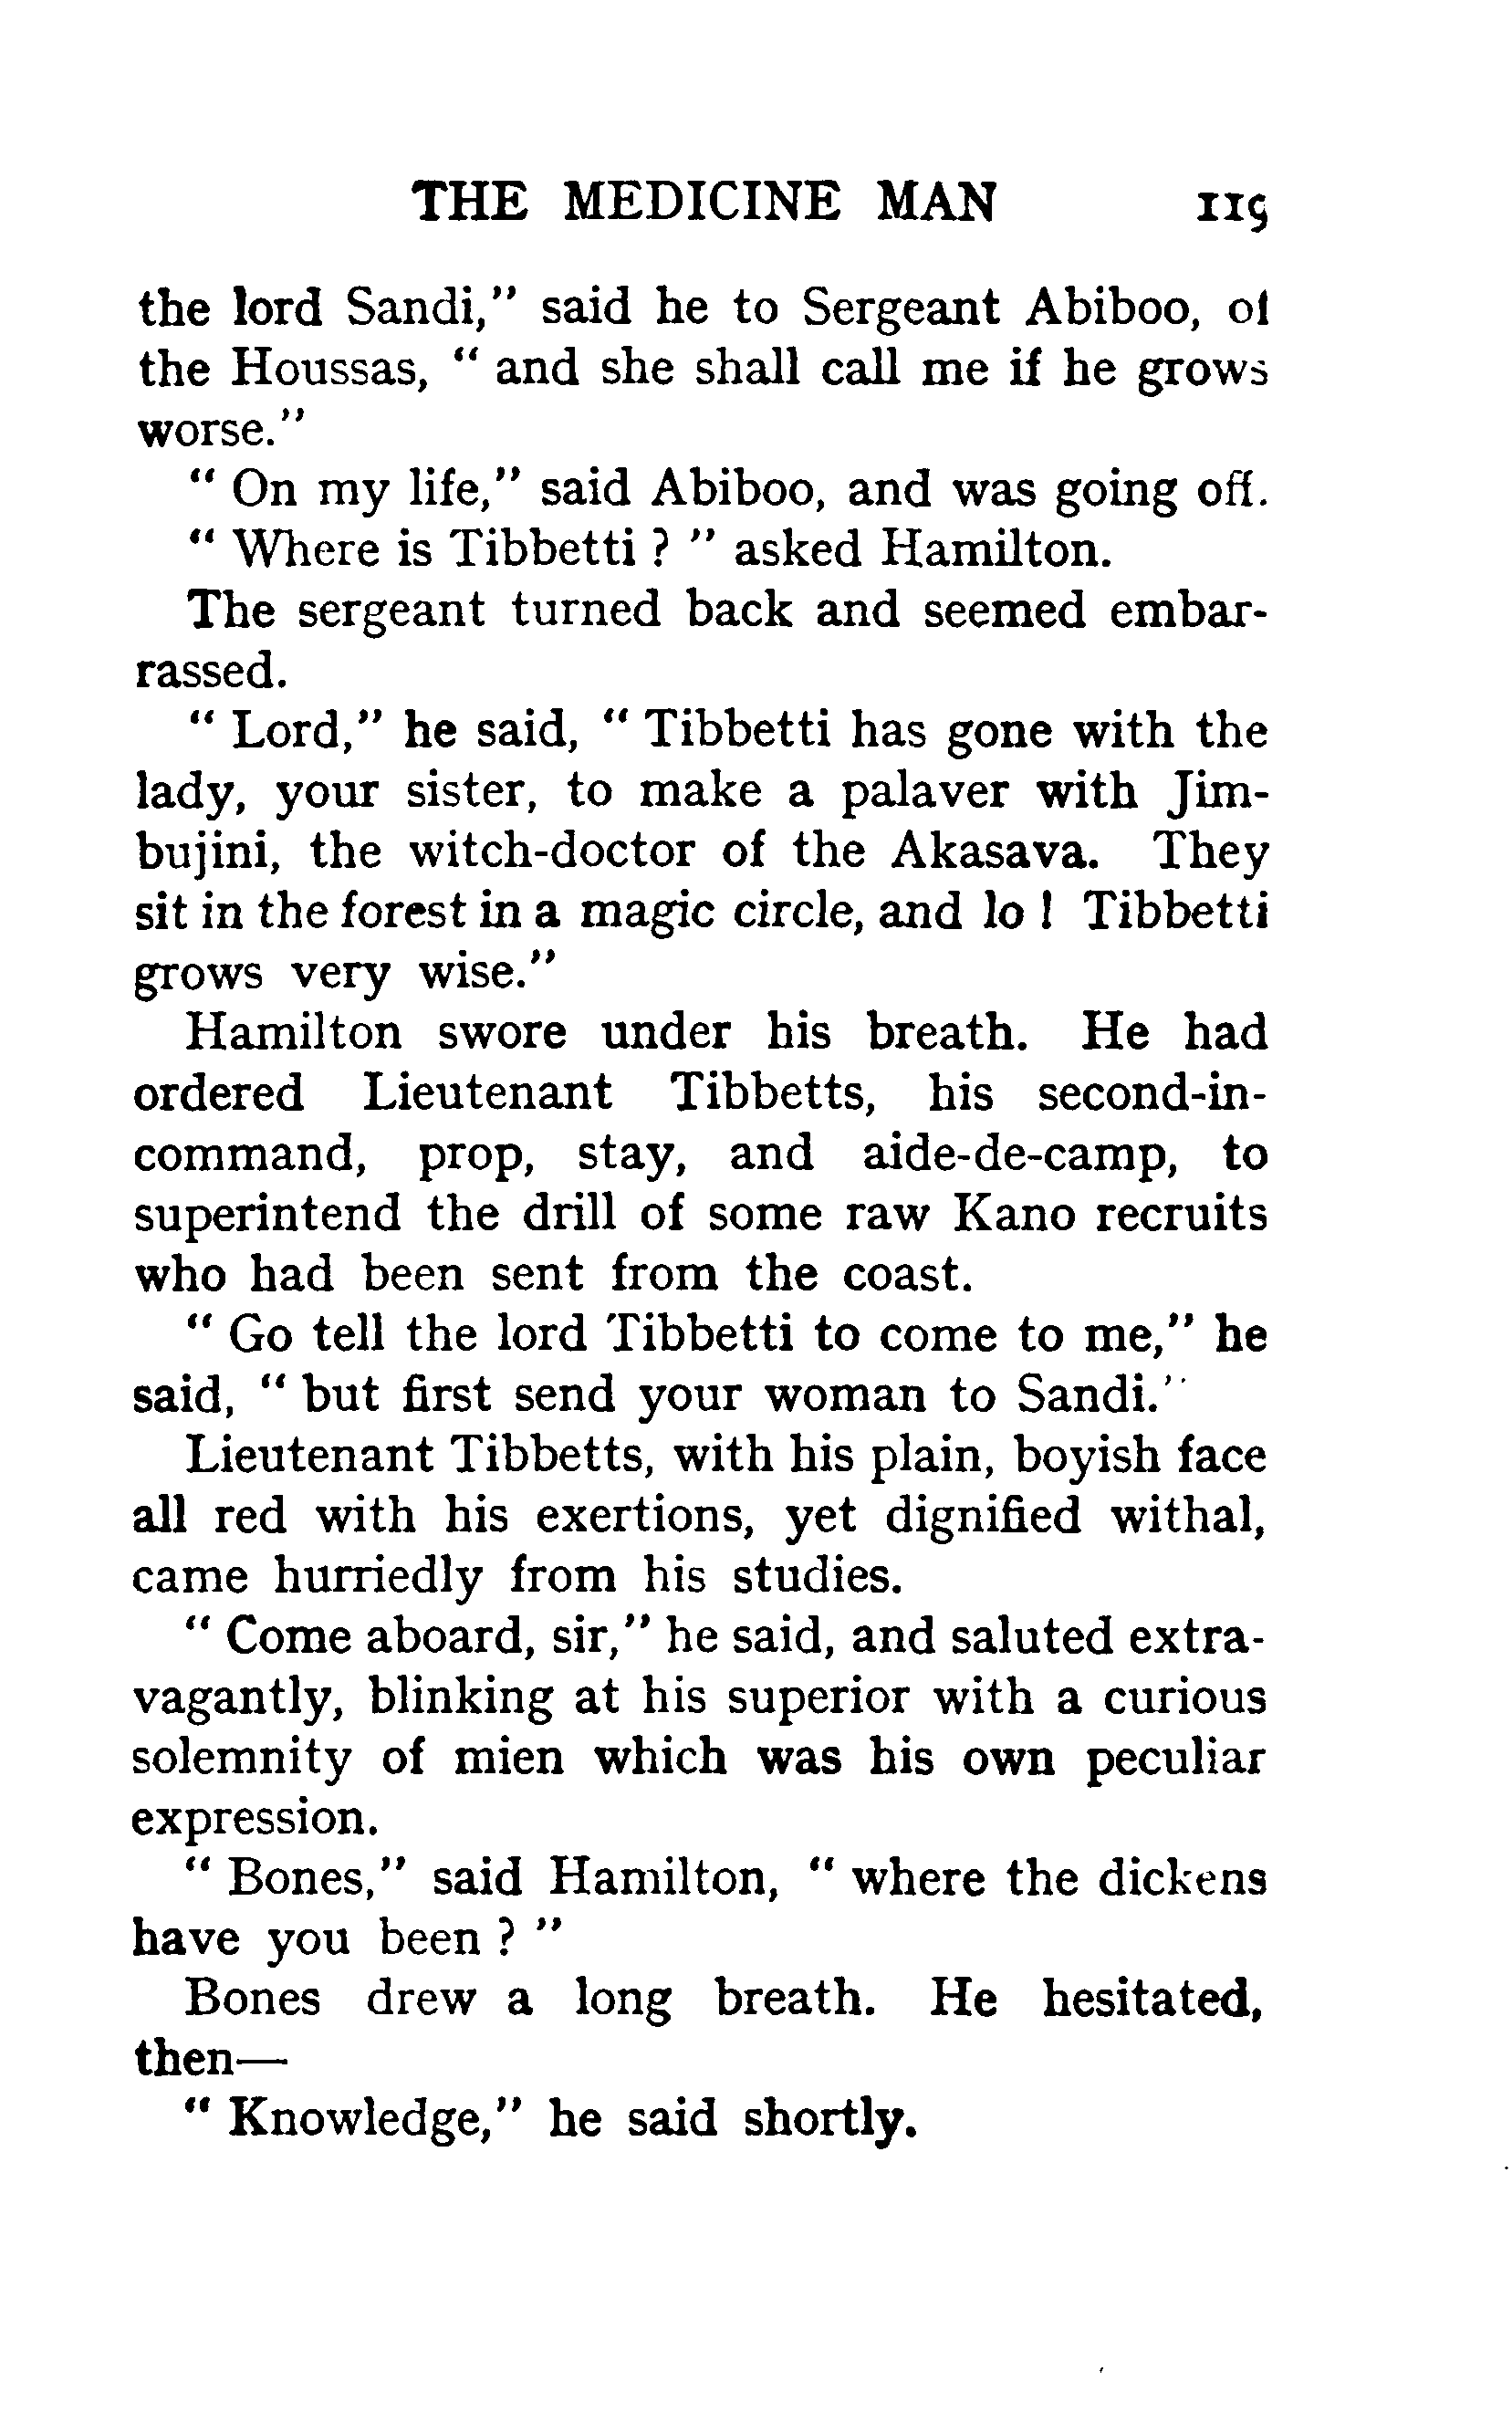 THE MEDICINE MAN 119
the lord Sandi," said he to Sergeant Abiboo, of
the Houssas, " and she shall call me if he grows
worse."
" On my life," said Abiboo, and was going off.
" Where is Tibbetti ? " asked Hamilton.
The sergeant turned back and seemed embar-
rassed.
" Lord," he said, " Tibbetti has gone with the
lady, your sister, to make a palaver with Jim-
bujini, the witch-doctor of the Akasava. They
sit in the forest in a magic circle, and lo ! Tibbetti
grows very wise."
Hamilton swore under his breath. He had
ordered Lieutenant Tibbetts, his second-in-
command, prop, stay, and aide-de-camp, to
superintend the drill of some raw Kano recruits
who had been sent from the coast.
" Go tell the lord Tibbetti to come to me," he
said, " but first send your woman to Sandi."
Lieutenant Tibbetts, with his plain, boyish face
all red with his exertions, yet dignified withal,
came hurriedly from his studies.
" Come aboard, sir," he said, and saluted extra-
vagantly, blinking at his superior with a curious
solemnity of mien which was his own peculiar
expression.
" Bones," said Hamilton, " where the dickens
have you been ? "
Bones drew a long breath. He hesitated,
then—
" Knowledge," he said shortly.